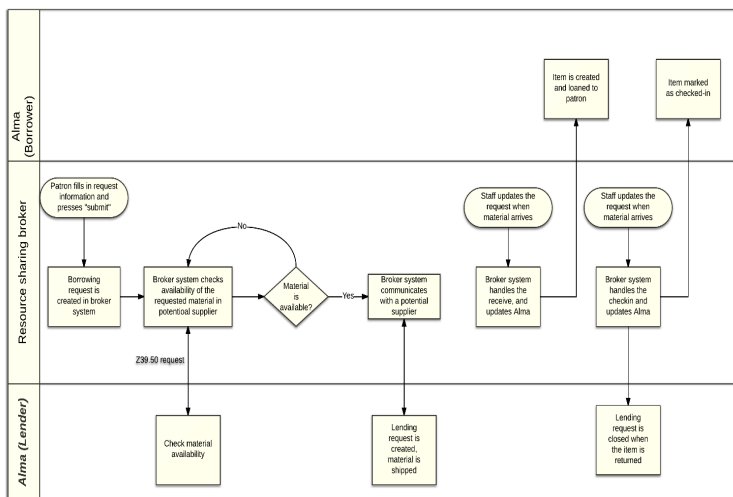 Alma
(Borrower)
Item is created
and loaned to
patron
Item marked
as checked-in
Resource sharing broker
Patron fills in request
information and
presses "submit"
Staff updates the
request when
material arrives
Staff updates the
request when
material arrives
No
Borrowing
request is
created in broker
system
Broker system checks
availability of the
requested material in
potentioal supplier
Material
is
available?
Yes
Broker system
communicates
with a potential
supplier
Broker system
handles the
receive, and
updates Alma
Broker system
handles the
checkin and
updates Alma
Z39.50 request
Alma (Lender)
Check material
availability
Lending
request is
created,
material is
shipped
Lending
request is
closed when
the item is
returned